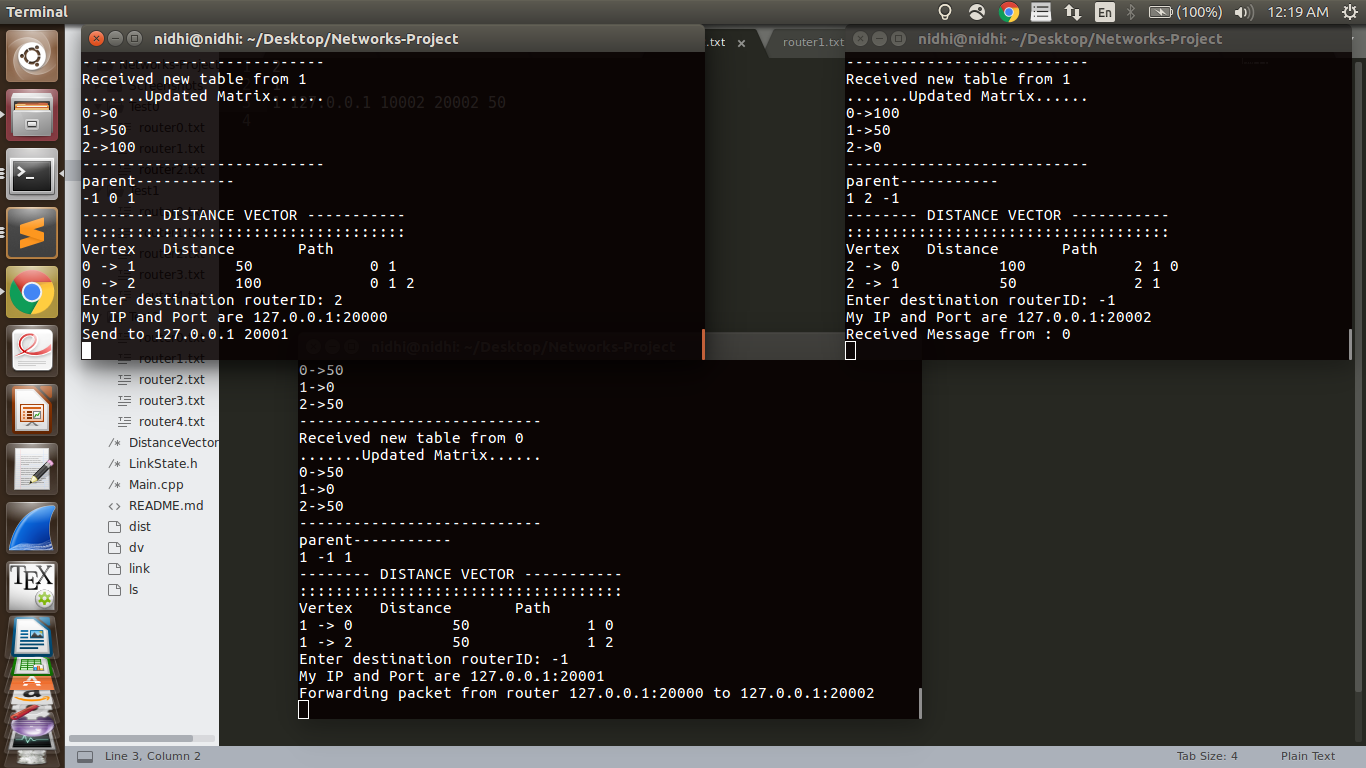 Terminal
En
(100%)
12:19 AM
nidhi@nidhi: ~/Desktop/Networks-Project
.txt
router1.txt
nidhi@nidhi: ~/Desktop/Networks-Project
---------------------------
Received new table from 1
.......Updated Matrix......
0->0
1->50
2->100
---------------------------
parent-----------
-1 0 1
-------- DISTANCE VECTOR -----------
::::::::::::::::::::::::::::::::::::
Vertex Distance Path
0 -> 1 50 0 1
0 -> 2 100 0 1 2
Enter destination routerID: 2
My IP and Port are 127.0.0.1:20000
Send to 127.0.0.1 20001
---------------------------
Received new table from 1
.......Updated Matrix......
0->100
1->50
2->0
---------------------------
parent-----------
1 2 -1
-------- DISTANCE VECTOR -----------
::::::::::::::::::::::::::::::::::::
Vertex Distance Path
2 -> 0 100 2 1 0
2 -> 1 50 2 1
Enter destination routerID: -1
My IP and Port are 127.0.0.1:20002
Received Message from : 0
127.0.0.1 10002 20002 50
4
router0.txt
router1.txt
router3.txt
nidhi@nidhi: ~/Desktop/Networks-Project
0->50
1->0
2->50
---------------------------
Received new table from 0
.......Updated Matrix......
0->50
1->0
2->50
---------------------------
parent-----------
1 -1 1
-------- DISTANCE VECTOR -----------
::::::::::::::::::::::::::::::::::::
Vertex Distance Path
1 -> 0 50 1 0
1 -> 2 50 1 2
Enter destination routerID: -1
My IP and Port are 127.0.0.1:20001
Forwarding packet from router 127.0.0.1:20000 to 127.0.0.1:20002
router1.txt
router2.txt
router3.txt
router4.txt
/* DistanceVector
/* LinkState.h
/* Main.cpp
<> README.md
dist
dv
link
ls
TEX
Line 3, Column 2
Tab Size: 4
Plain Text